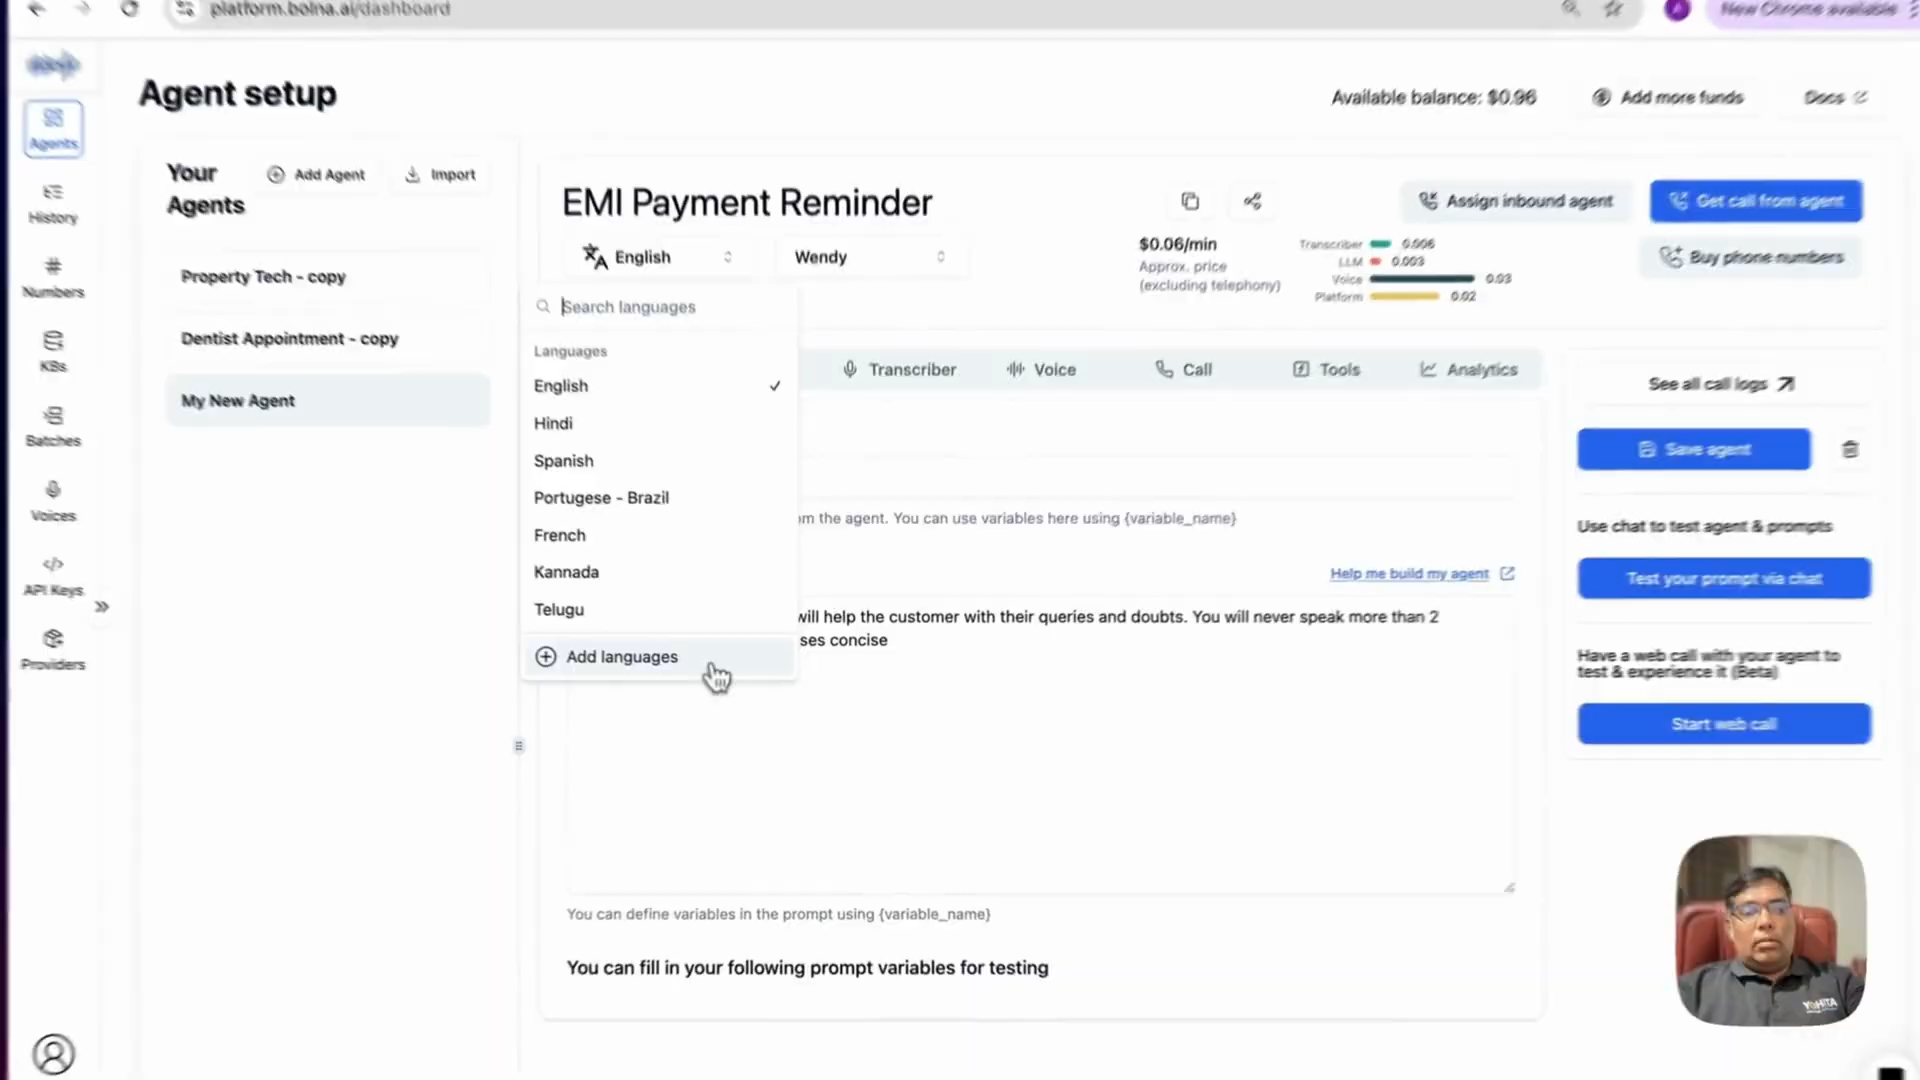 platform.bolna.ai/dashboard
New Chrome available
Agent setup
Available balance: $0.96
Add more funds
Docs
Agents
History
Numbers
KBs
Batches
Voices
API Keys
Providers
Your
Agents
Add Agent
Import
Property Tech - copy
Dentist Appointment - copy
My New Agent
EMI Payment Reminder
English
Wendy
$0.06/min
Approx. price
(excluding telephony)
Transcriber 0.006
LLM 0.003
Voice 0.03
Platform 0.02
Assign inbound agent
Get call from agent
Buy phone numbers
Search languages
Languages
English
Hindi
Spanish
Portugese - Brazil
French
Kannada
Telugu
Add languages
Transcriber
Voice
Call
Tools
Analytics
om the agent. You can use variables here using {variable_name}
Help me build my agent
will help the customer with their queries and doubts. You will never speak more than 2
ses concise
You can define variables in the prompt using {variable_name}
You can fill in your following prompt variables for testing
See all call logs
Save agent
Use chat to test agent & prompts
Test your prompt via chat
Have a web call with your agent to
test & experience it (Beta)
Start web call
YOHITA